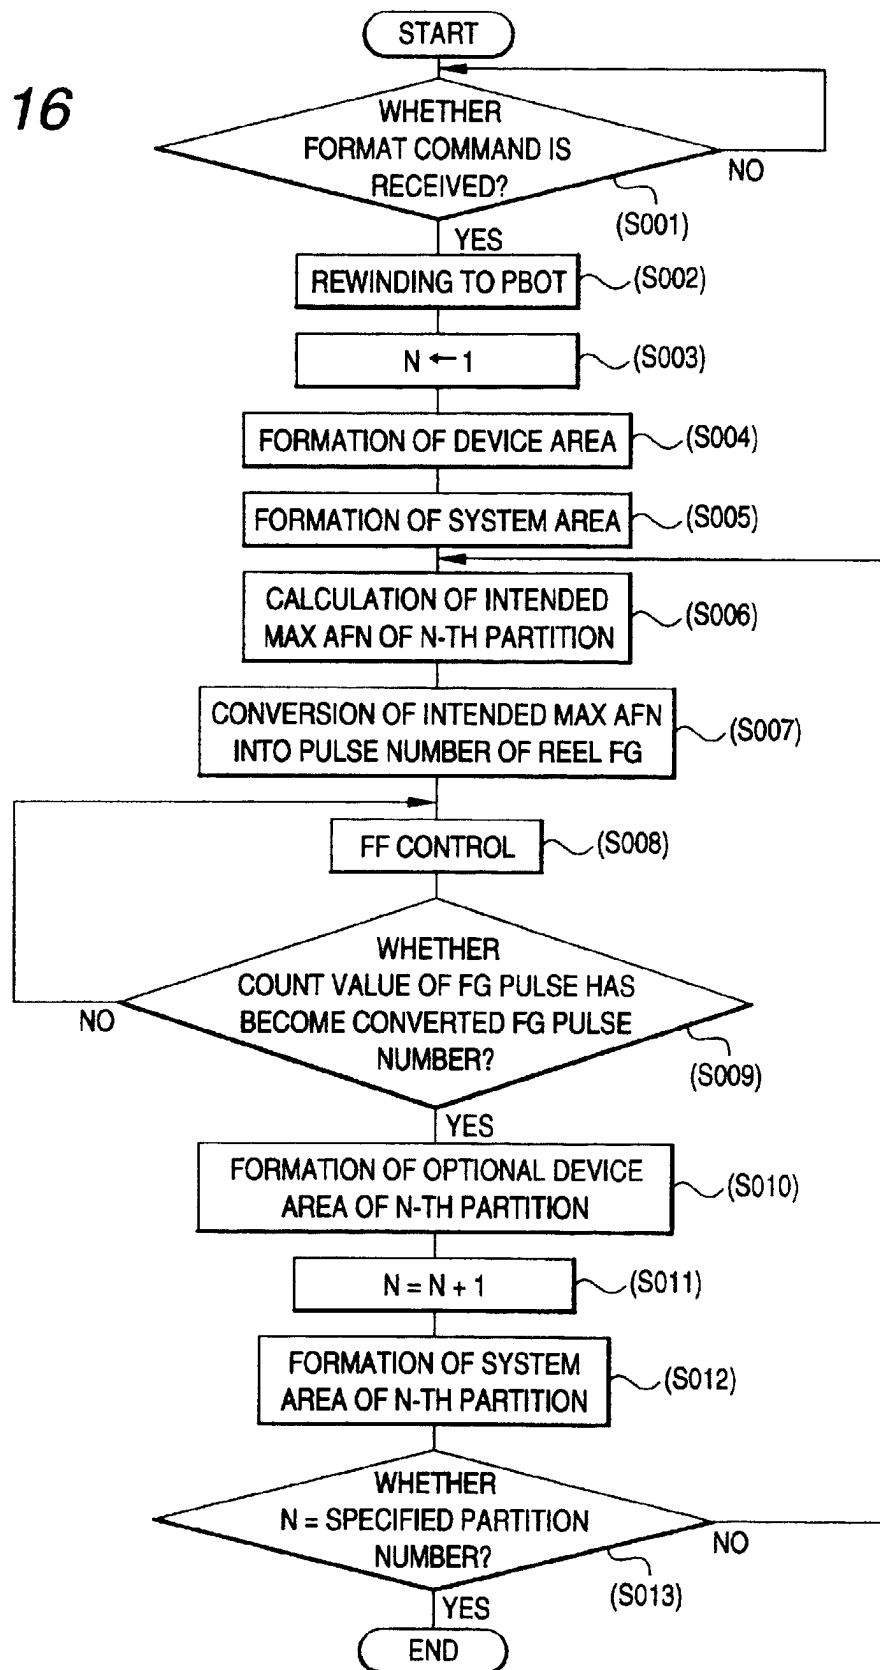 START
16
WHETHER
FORMAT COMMAND IS
RECEIVED?
NO
(S001)
YES
REWINDING TO PBOT
(S002)
N ← 1
(S003)
FORMATION OF DEVICE AREA
(S004)
FORMATION OF SYSTEM AREA
(S005)
CALCULATION OF INTENDED
MAX AFN OF N-TH PARTITION
(S006)
CONVERSION OF INTENDED MAX AFN
INTO PULSE NUMBER OF REEL FG
(S007)
FF CONTROL
(S008)
WHETHER
COUNT VALUE OF FG PULSE HAS
BECOME CONVERTED FG PULSE
NUMBER?
NO
(S009)
YES
FORMATION OF OPTIONAL DEVICE
AREA OF N-TH PARTITION
(S010)
N = N + 1
(S011)
FORMATION OF SYSTEM
AREA OF N-TH PARTITION
(S012)
WHETHER
N = SPECIFIED PARTITION
NUMBER?
NO
(S013)
YES
END